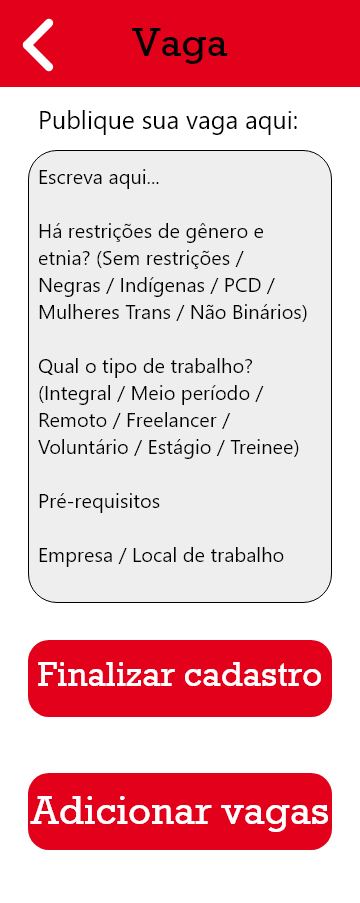 Vaga
Publique sua vaga aqui:
Escreva aqui...
Há restrições de gênero e
etnia? (Sem restrições /
Negras / Indígenas / PCD /
Mulheres Trans / Não Binários)
Qual o tipo de trabalho?
(Integral / Meio período /
Remoto / Freelancer /
Voluntário / Estágio / Treinee)
Pré-requisitos
Empresa / Local de trabalho
Finalizar cadastro
Adicionar vagas